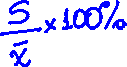 S/x̄ × 100%